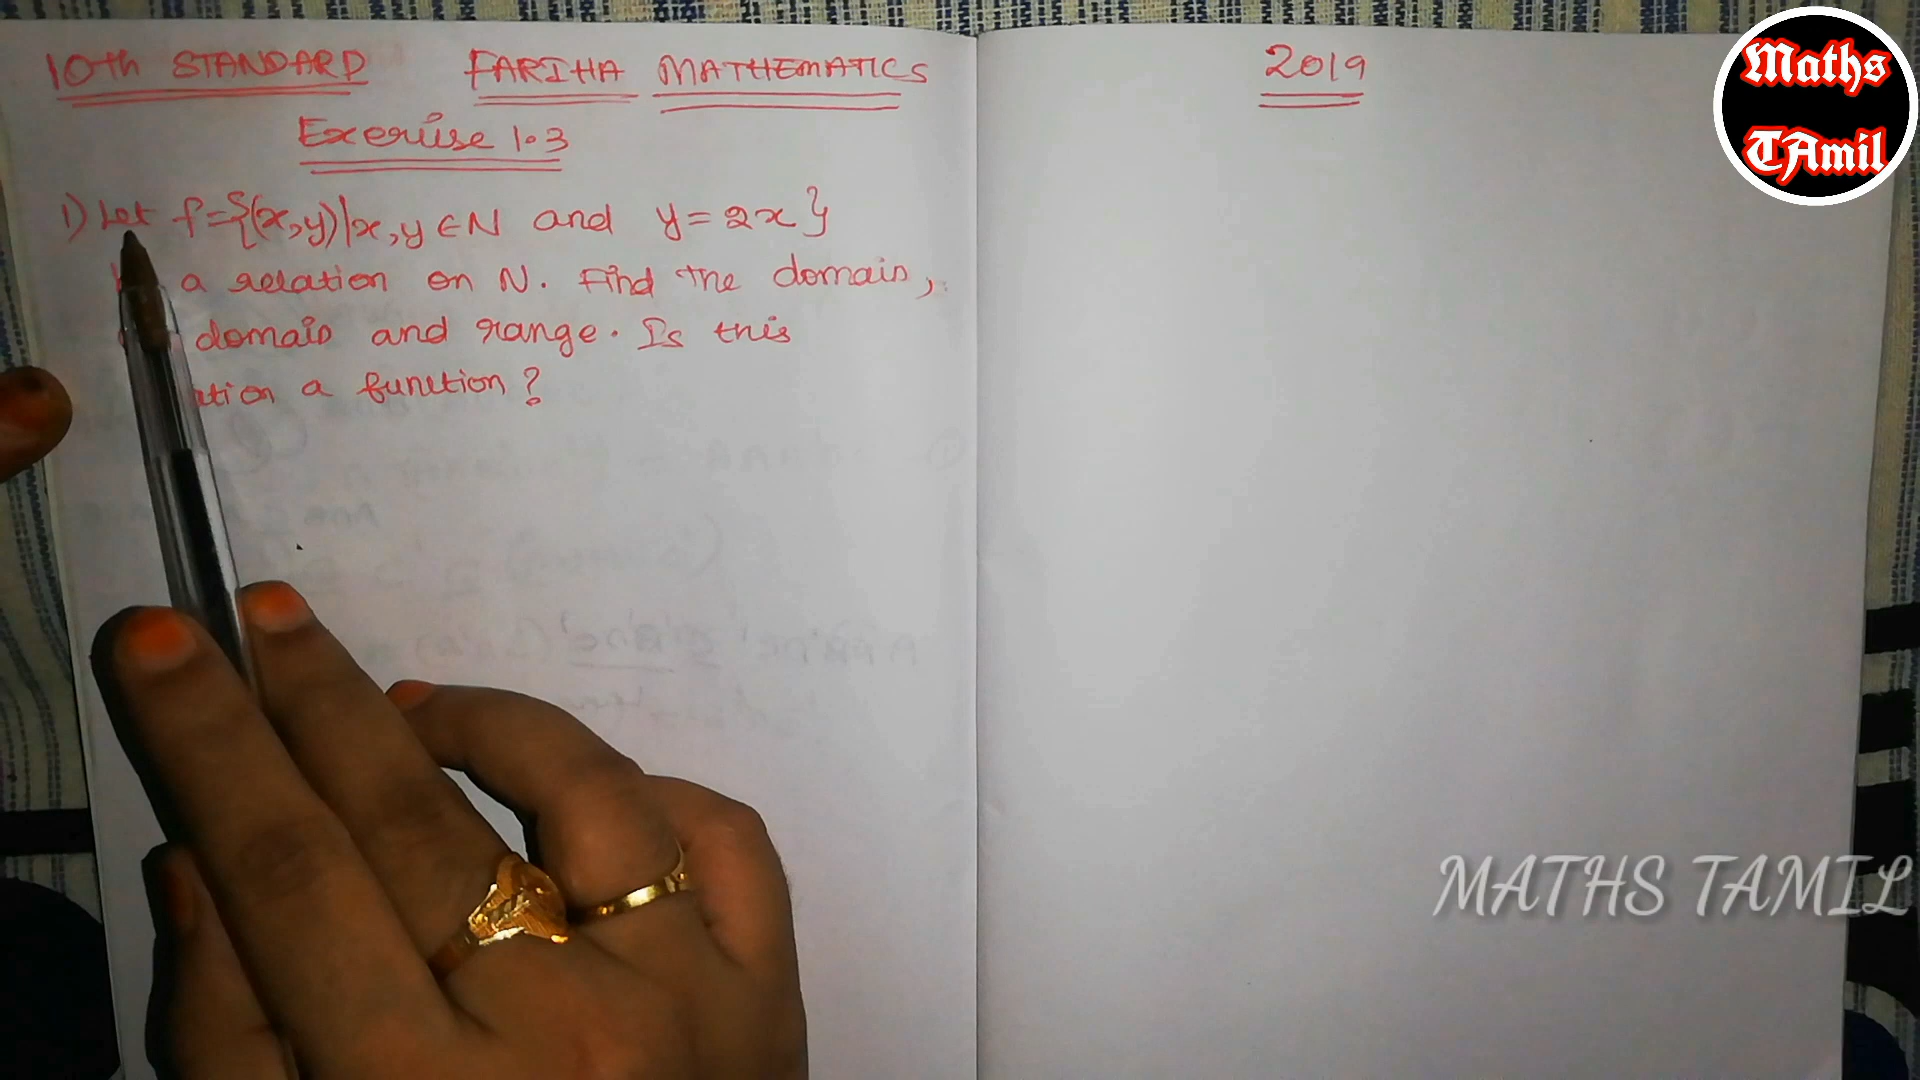 10th STANDARD FARIHA MATHEMATICS
Exercise 1.3
1) Let f={(x,y)|x,y∈N and y=2x}
a relation on N. Find the domain,
domain and range. Is this
a function?
2019
Maths
TAmil
MATHS TAMIL